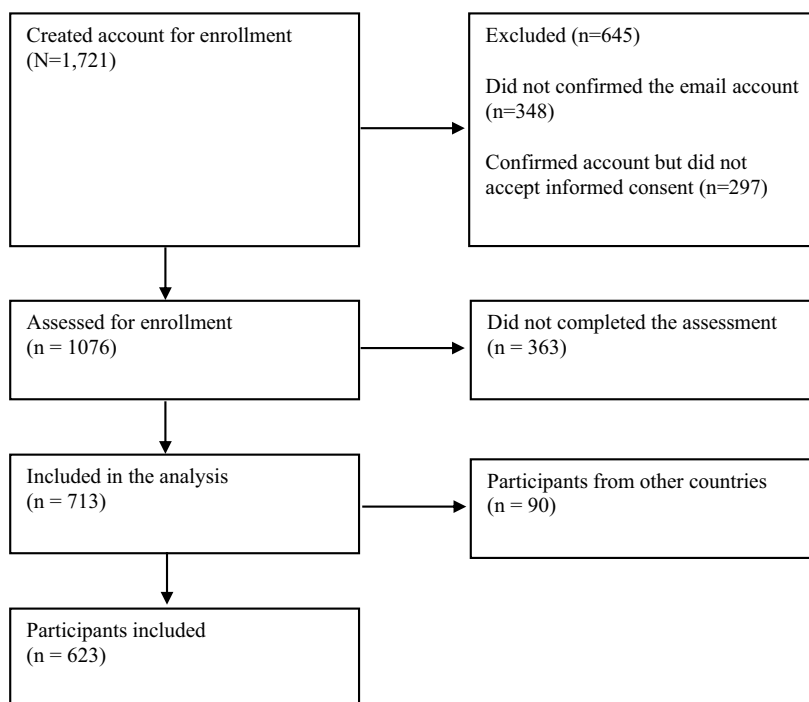 Created account for enrollment
(N=1,721)
Excluded (n=645)
Did not confirmed the email account
(n=348)
Confirmed account but did not
accept informed consent (n=297)
Assessed for enrollment
(n = 1076)
Did not completed the assessment
(n = 363)
Included in the analysis
(n = 713)
Participants from other countries
(n = 90)
Participants included
(n = 623)